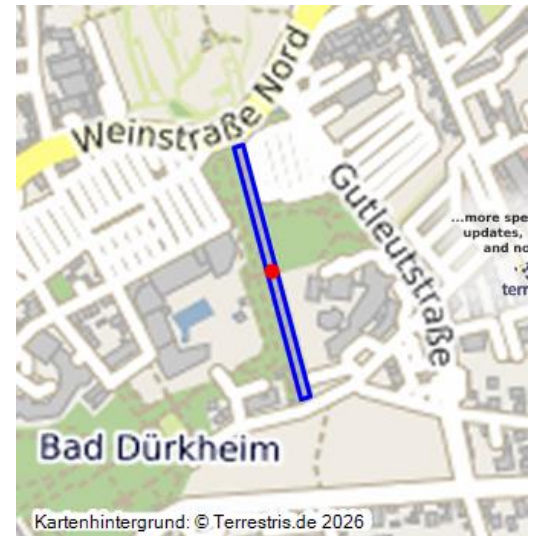 Weinstraße Nord
Gutleutstraße
...more spe
updates,
and no
terr
Bad Dürkheim
Kartenhintergrund: © Terrestris.de 2026